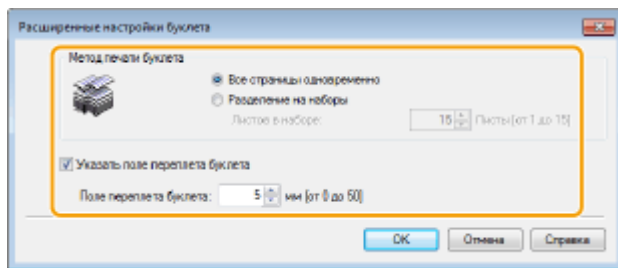 Расширенные настройки буклета
Метод печати буклета
Все страницы одновременно
Разделение на наборы
Листов в наборе: 15 Листы[от 1 до 15]
Указать поле переплета буклета
Поле переплета буклета: 5 мм [от 0 до 50]
OK Отмена Справка